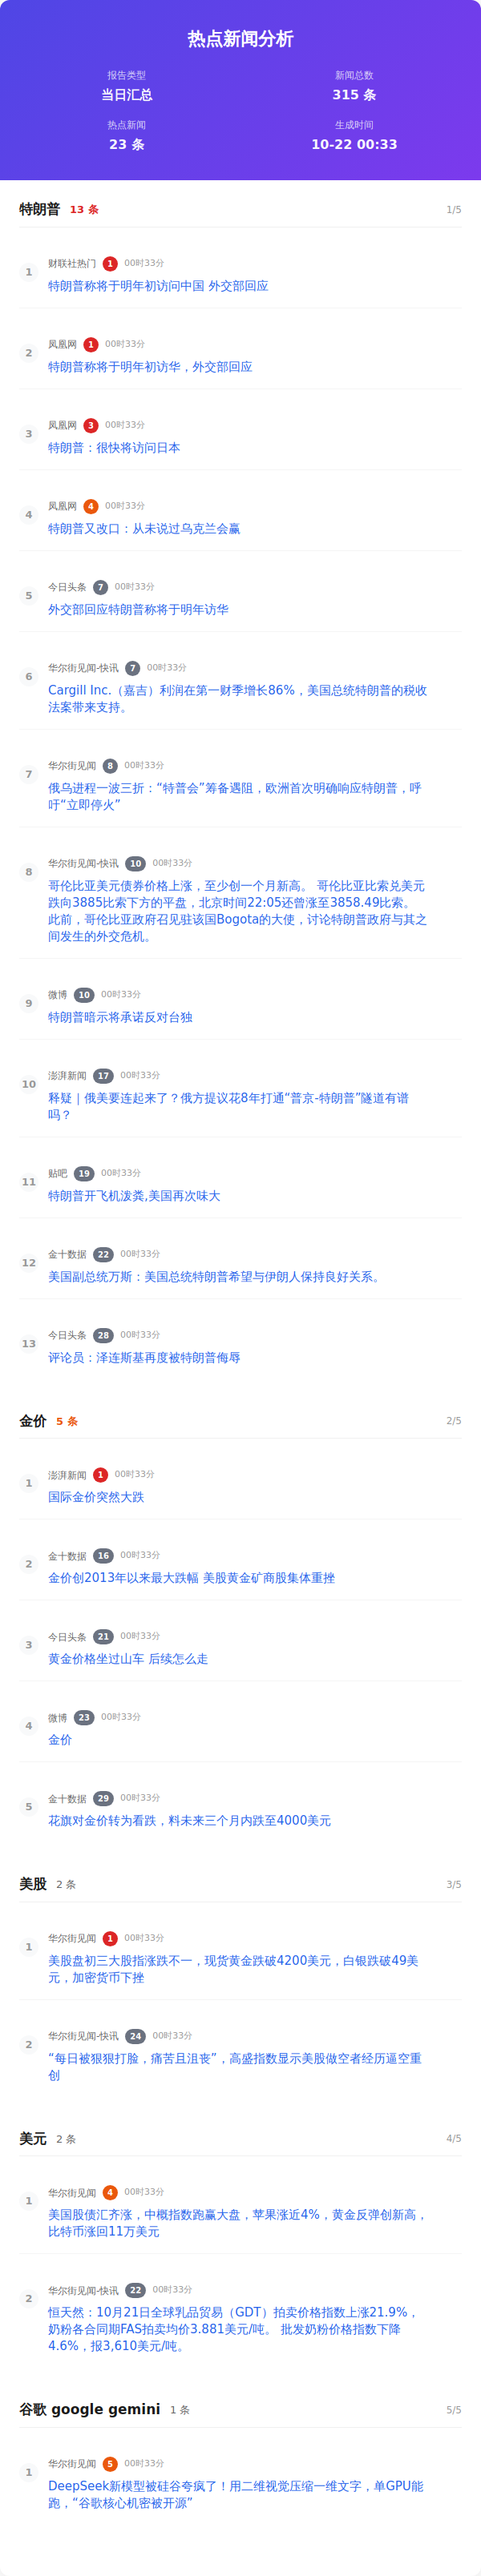 热点新闻分析
报告类型
当日汇总
新闻总数
315 条
热点新闻
23 条
生成时间
10-22 00:33
特朗普 13 条 1/5
1 财联社热门 1 00时33分
特朗普称将于明年初访问中国 外交部回应
2 凤凰网 1 00时33分
特朗普称将于明年初访华，外交部回应
3 凤凰网 3 00时33分
特朗普：很快将访问日本
4 凤凰网 4 00时33分
特朗普又改口：从未说过乌克兰会赢
5 今日头条 7 00时33分
外交部回应特朗普称将于明年访华
6 华尔街见闻-快讯 7 00时33分
Cargill Inc.（嘉吉）利润在第一财季增长86%，美国总统特朗普的税收
法案带来支持。
7 华尔街见闻 8 00时33分
俄乌进程一波三折：“特普会”筹备遇阻，欧洲首次明确响应特朗普，呼
吁“立即停火”
8 华尔街见闻-快讯 10 00时33分
哥伦比亚美元债券价格上涨，至少创一个月新高。 哥伦比亚比索兑美元
跌向3885比索下方的平盘，北京时间22:05还曾涨至3858.49比索。
此前，哥伦比亚政府召见驻该国Bogota的大使，讨论特朗普政府与其之
间发生的外交危机。
9 微博 10 00时33分
特朗普暗示将承诺反对台独
10 澎湃新闻 17 00时33分
释疑｜俄美要连起来了？俄方提议花8年打通“普京-特朗普”隧道有谱
吗？
11 贴吧 19 00时33分
特朗普开飞机泼粪,美国再次味大
12 金十数据 22 00时33分
美国副总统万斯：美国总统特朗普希望与伊朗人保持良好关系。
13 今日头条 28 00时33分
评论员：泽连斯基再度被特朗普侮辱
金价 5 条 2/5
1 澎湃新闻 1 00时33分
国际金价突然大跌
2 金十数据 16 00时33分
金价创2013年以来最大跌幅 美股黄金矿商股集体重挫
3 今日头条 21 00时33分
黄金价格坐过山车 后续怎么走
4 微博 23 00时33分
金价
5 金十数据 29 00时33分
花旗对金价转为看跌，料未来三个月内跌至4000美元
美股 2 条 3/5
1 华尔街见闻 1 00时33分
美股盘初三大股指涨跌不一，现货黄金跌破4200美元，白银跌破49美
元，加密货币下挫
2 华尔街见闻-快讯 24 00时33分
“每日被狠狠打脸，痛苦且沮丧”，高盛指数显示美股做空者经历逼空重
创
美元 2 条 4/5
1 华尔街见闻 4 00时33分
美国股债汇齐涨，中概指数跑赢大盘，苹果涨近4%，黄金反弹创新高，
比特币涨回11万美元
2 华尔街见闻-快讯 22 00时33分
恒天然：10月21日全球乳品贸易（GDT）拍卖价格指数上涨21.9%，
奶粉各合同期FAS拍卖均价3.881美元/吨。 批发奶粉价格指数下降
4.6%，报3,610美元/吨。
谷歌 google gemini 1 条 5/5
1 华尔街见闻 5 00时33分
DeepSeek新模型被硅谷夸疯了！用二维视觉压缩一维文字，单GPU能
跑，“谷歌核心机密被开源”